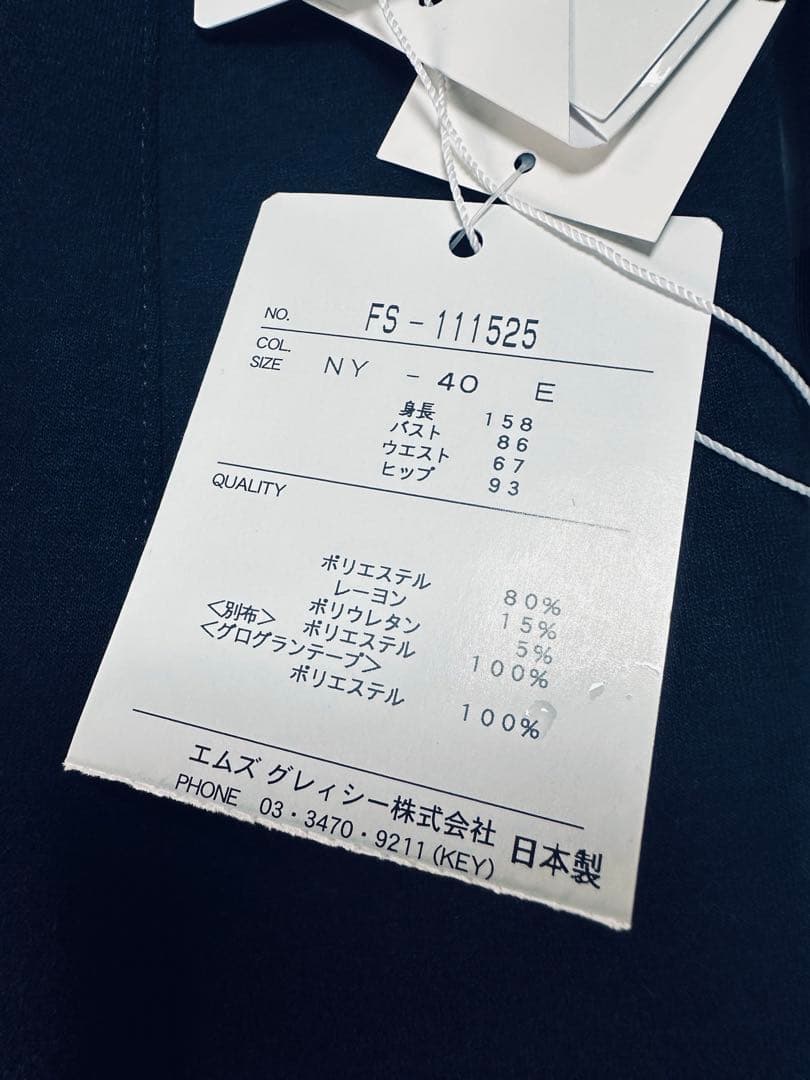 NO. FS-111525
COL.
SIZE NY -40 E
身長 158
バスト 86
ウエスト 67
ヒップ 93
QUALITY
ポリエステル 80%
レーヨン 15%
ポリウレタン 5%
<別布> ポリエステル 100%
<グログランテープ>
ポリエステル 100%
エムズ グレィシー株式会社 日本製
PHONE 03・3470・9211(KEY)